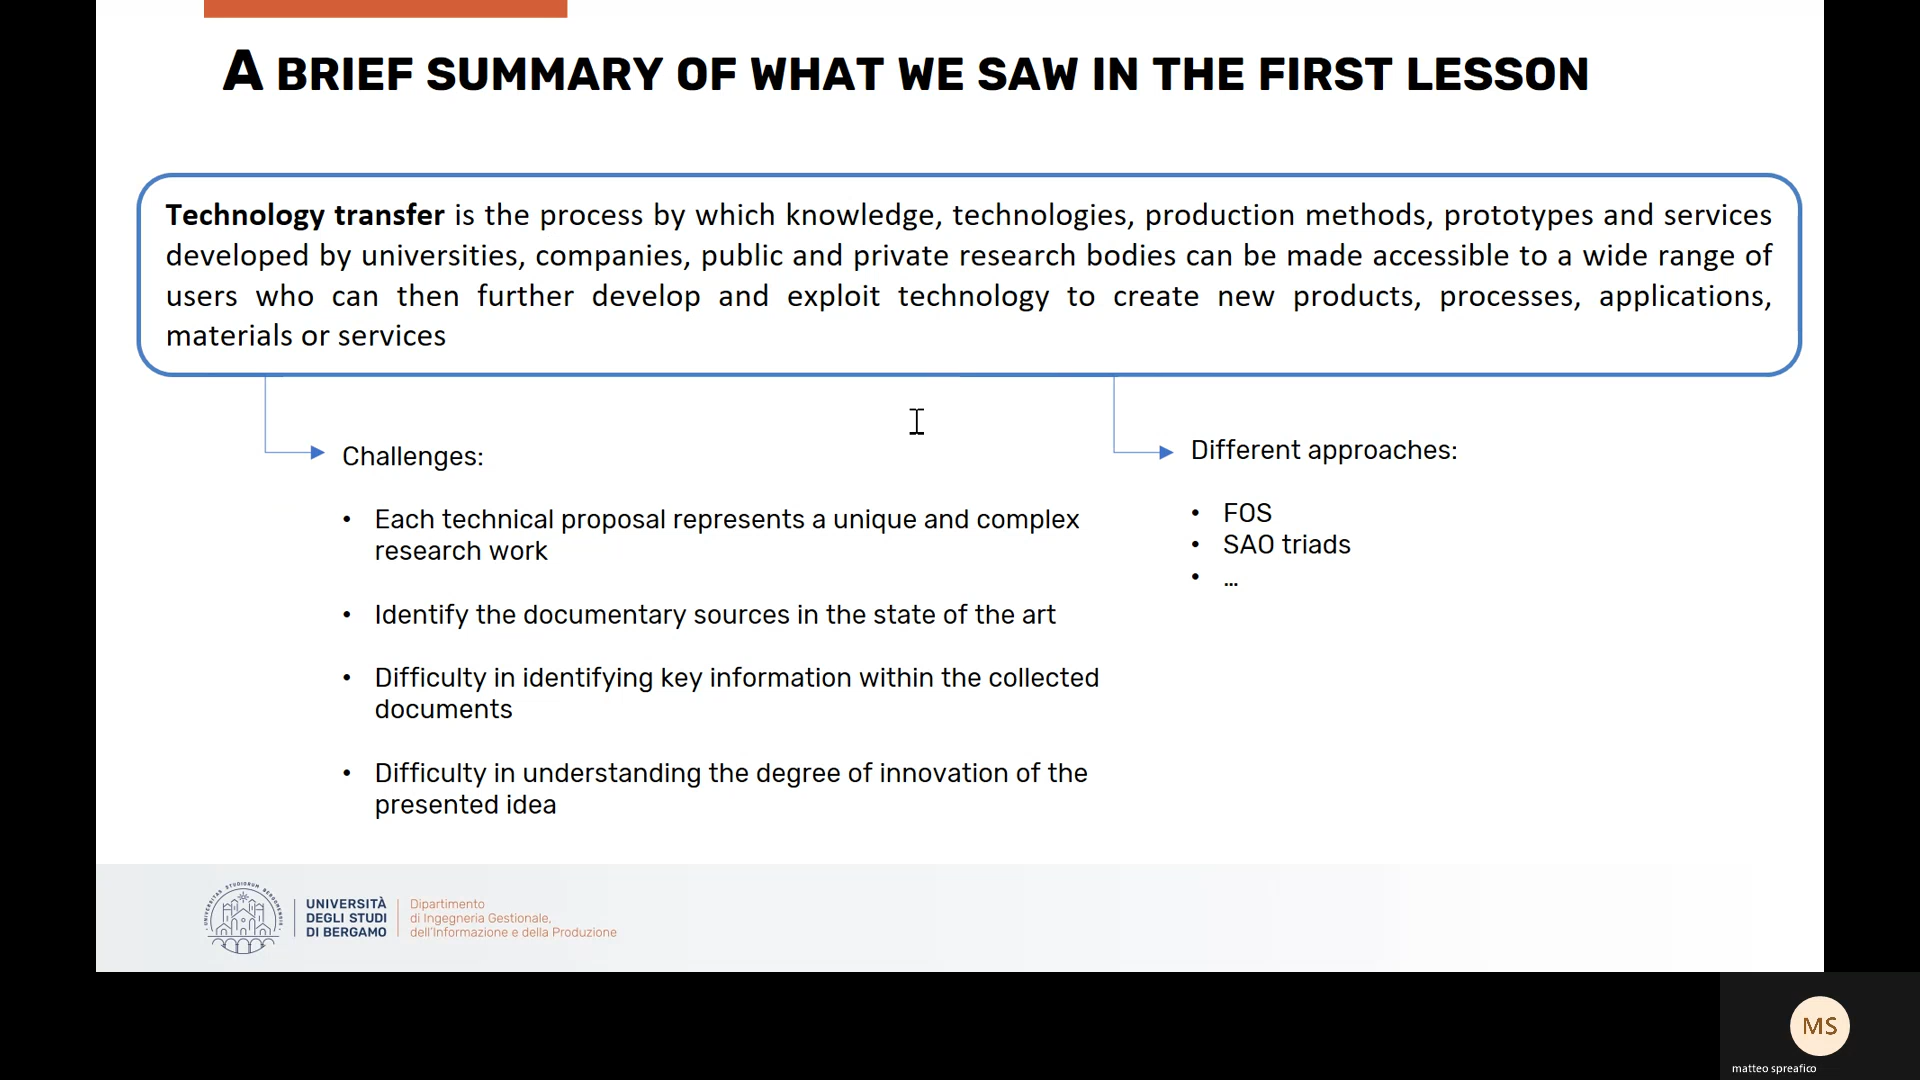 A BRIEF SUMMARY OF WHAT WE SAW IN THE FIRST LESSON
Technology transfer is the process by which knowledge, technologies, production methods, prototypes and services
developed by universities, companies, public and private research bodies can be made accessible to a wide range of
users who can then further develop and exploit technology to create new products, processes, applications,
materials or services
Challenges:
• Each technical proposal represents a unique and complex
research work
• Identify the documentary sources in the state of the art
• Difficulty in identifying key information within the collected
documents
• Difficulty in understanding the degree of innovation of the
presented idea
Different approaches:
• FOS
• SAO triads
• ...
UNIVERSITÀ
DEGLI STUDI
DI BERGAMO
Dipartimento
di Ingegneria Gestionale,
dell'Informazione e della Produzione
MS
matteo spreafico